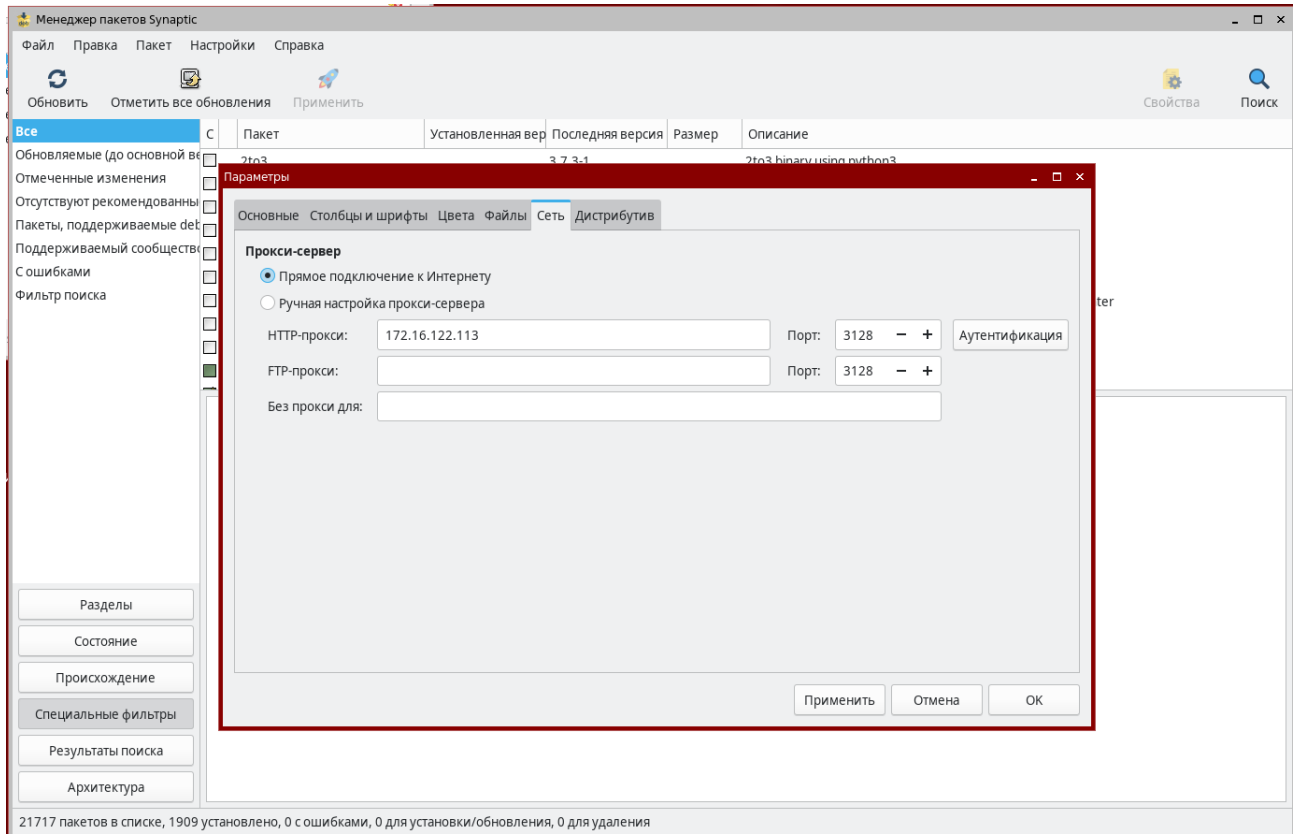 Менеджер пакетов Synaptic
Файл Правка Пакет Настройки Справка
Обновить Отметить все обновления Применить Свойства Поиск
Все
С Пакет Установленная вер Последняя версия Размер Описание
Обновляемые (до основной ве
2to3 3.7.3-1 2to3 binary using python3
Отмеченные изменения
Отсутствуют рекомендованны
Пакеты, поддерживаемые deb
Поддерживаемый сообщество
С ошибками
Фильтр поиска
ter
Параметры
Основные Столбцы и шрифты Цвета Файлы Сеть Дистрибутив
Прокси-сервер
Прямое подключение к Интернету
Ручная настройка прокси-сервера
HTTP-прокси: 172.16.122.113 Порт: 3128 − + Аутентификация
FTP-прокси: Порт: 3128 − +
Без прокси для:
Применить Отмена OK
Разделы
Состояние
Происхождение
Специальные фильтры
Результаты поиска
Архитектура
21717 пакетов в списке, 1909 установлено, 0 с ошибками, 0 для установки/обновления, 0 для удаления